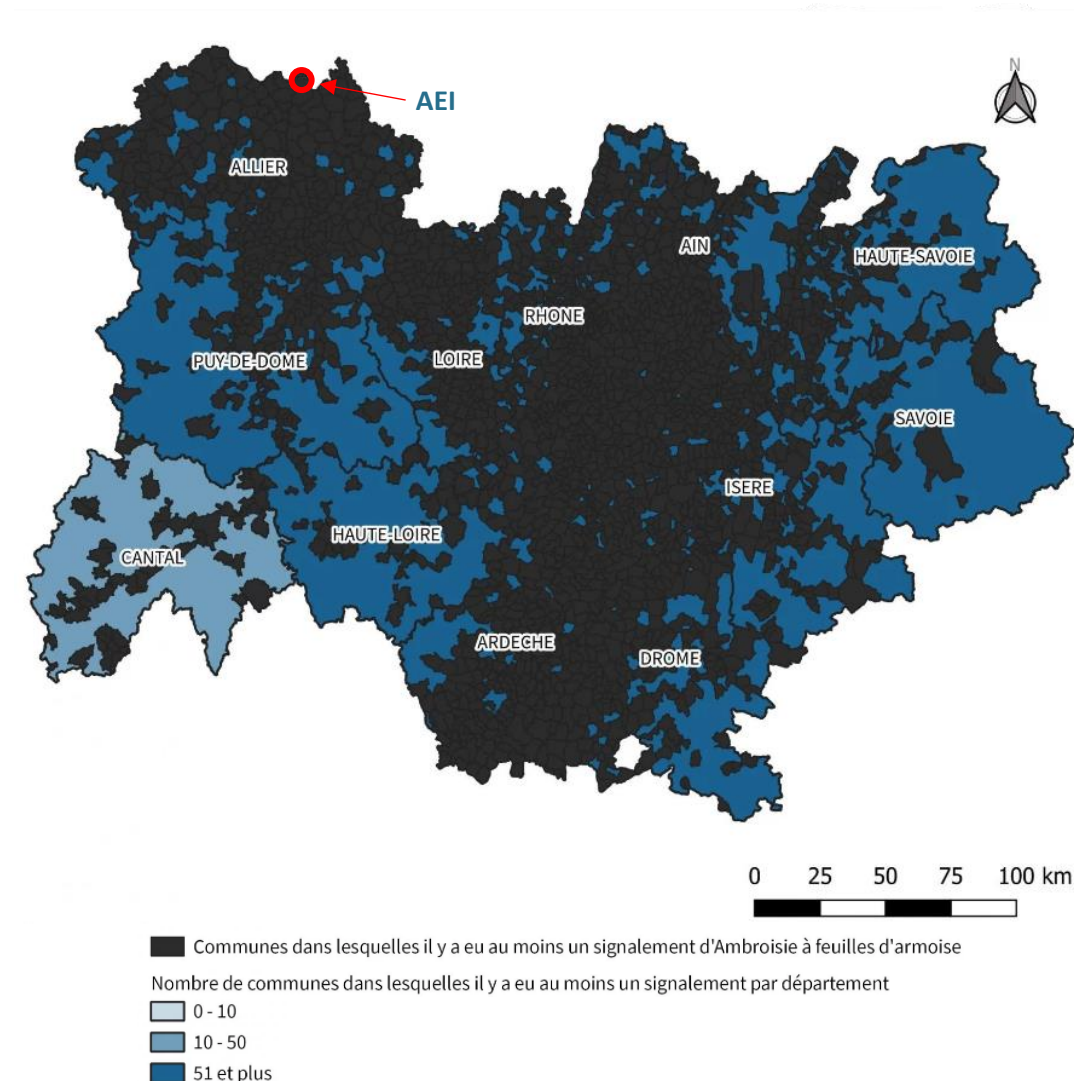 N
AEI
ALLIER
AIN
HAUTE-SAVOIE
RHONE
LOIRE
PUY-DE-DOME
SAVOIE
ISERE
HAUTE-LOIRE
CANTAL
ARDECHE
DROME
0 25 50 75 100 km
Communes dans lesquelles il y a eu au moins un signalement d'Ambroisie à feuilles d'armoise
Nombre de communes dans lesquelles il y a eu au moins un signalement par département
0 - 10
10 - 50
51 et plus